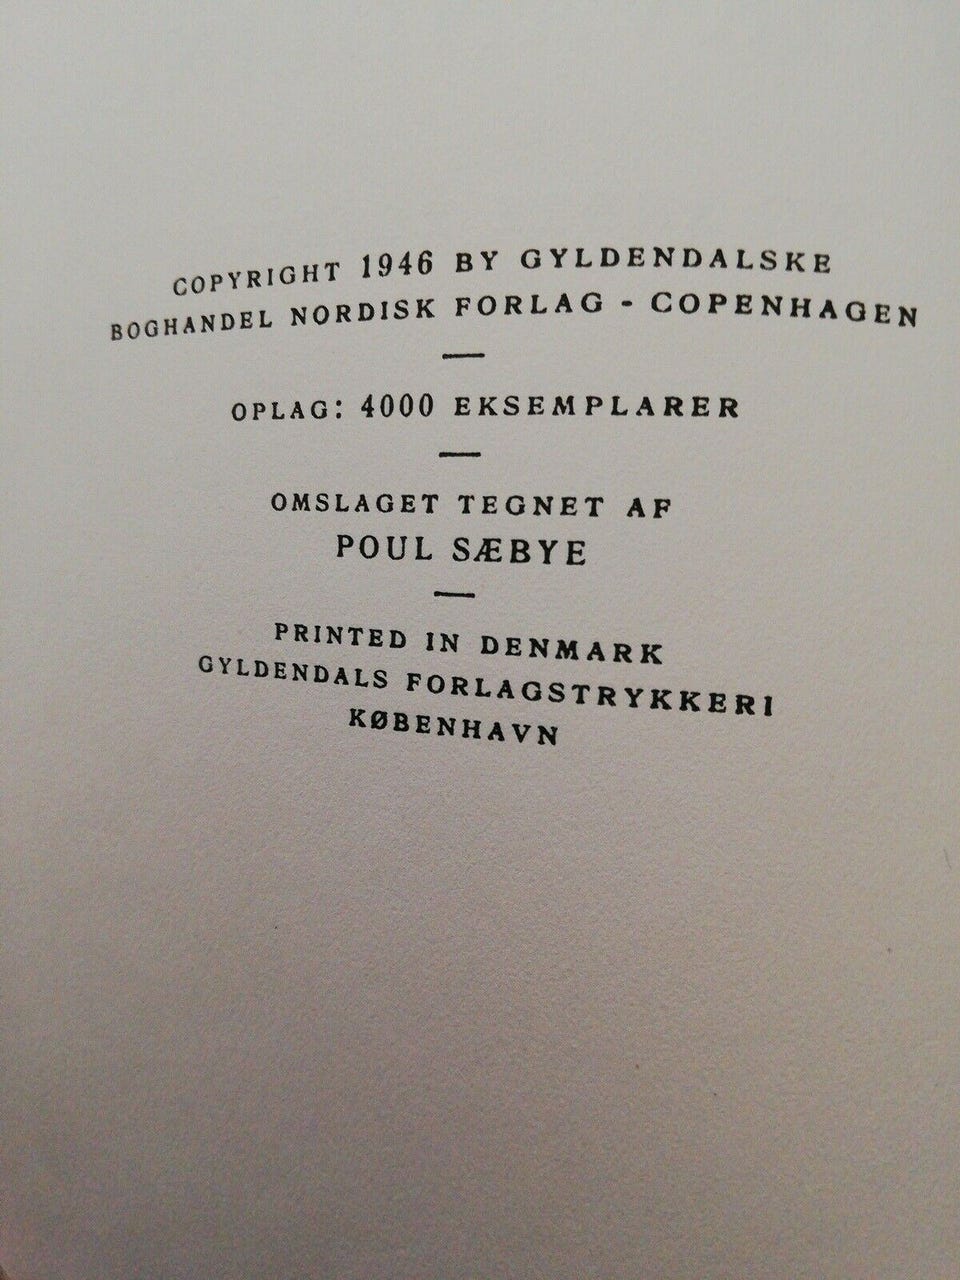 COPYRIGHT 1946 BY GYLDENDALSKE
BOGHANDEL NORDISK FORLAG - COPENHAGEN
OPLAG: 4000 EKSEMPLARER
OMSLAGET TEGNET AF
POUL SÆBYE
PRINTED IN DENMARK
GYLDENDALS FORLAGSTRYKKERI
KØBENHAVN